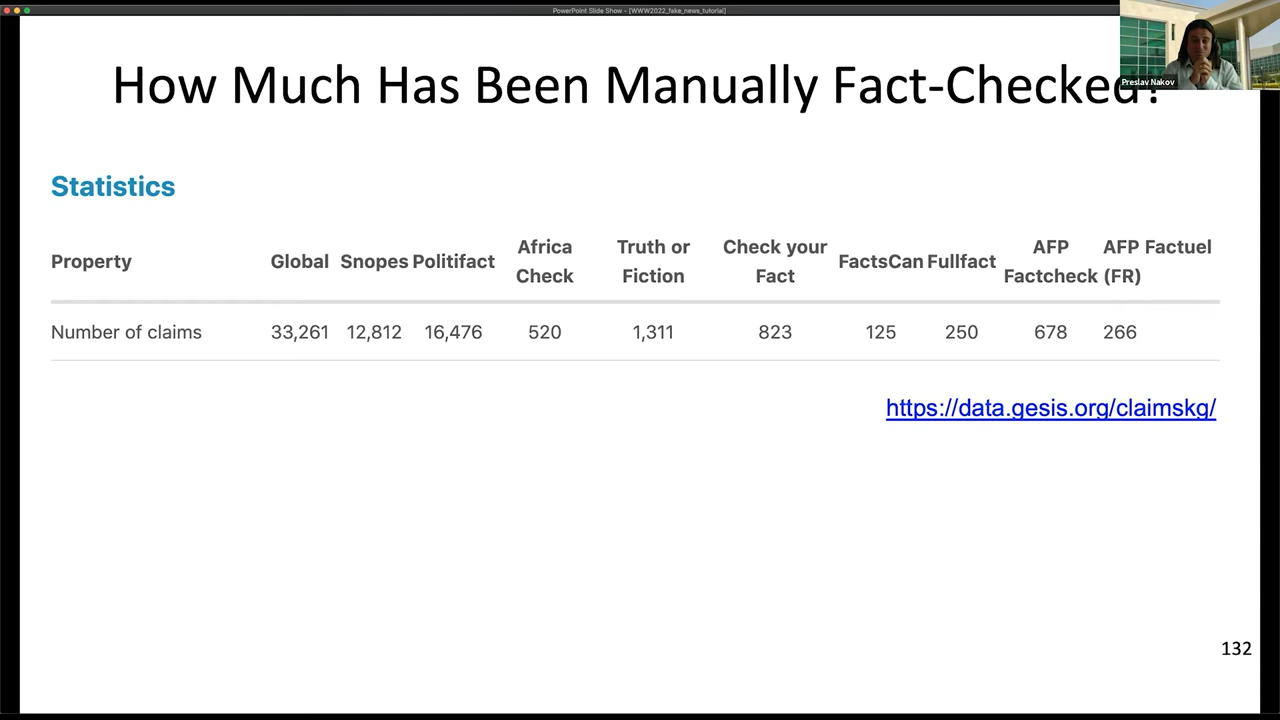 PowerPoint Slide Show - [WWW2022_fake_news_tutorial]
How Much Has Been Manually Fact-Checked?
Preslav Nakov
Statistics
Property Global Snopes Politifact Africa Check Truth or Fiction Check your Fact FactsCan Fullfact AFP Factcheck AFP Factuel (FR)
Number of claims 33,261 12,812 16,476 520 1,311 823 125 250 678 266
https://data.gesis.org/claimskg/
132